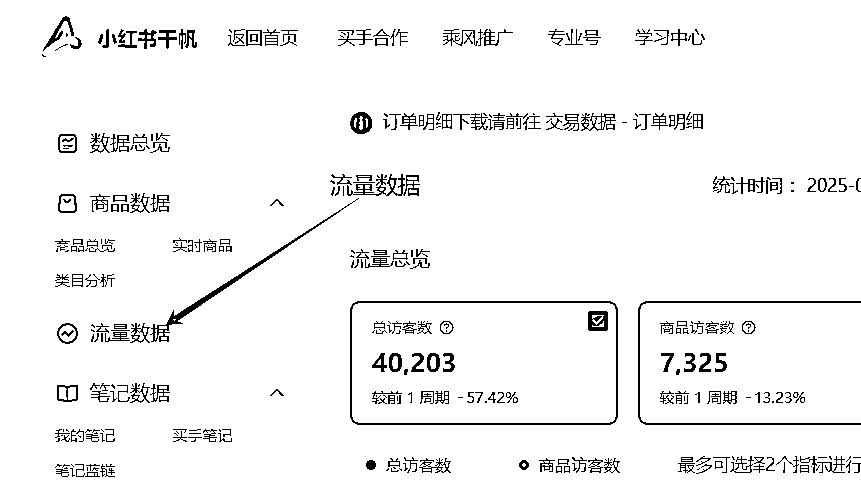 小红书千帆 返回首页 买手合作 乘风推广 专业号 学习中心
订单明细下载请前往 交易数据 - 订单明细
数据总览
流量数据
统计时间： 2025-0
商品数据
商品总览 实时商品
类目分析
流量总览
流量数据
总访客数
40,203
较前 1 周期 -57.42%
商品访客数
7,325
较前 1 周期 -13.23%
笔记数据
我的笔记 买手笔记
笔记蓝链
总访客数 商品访客数 最多可选择2个指标进行